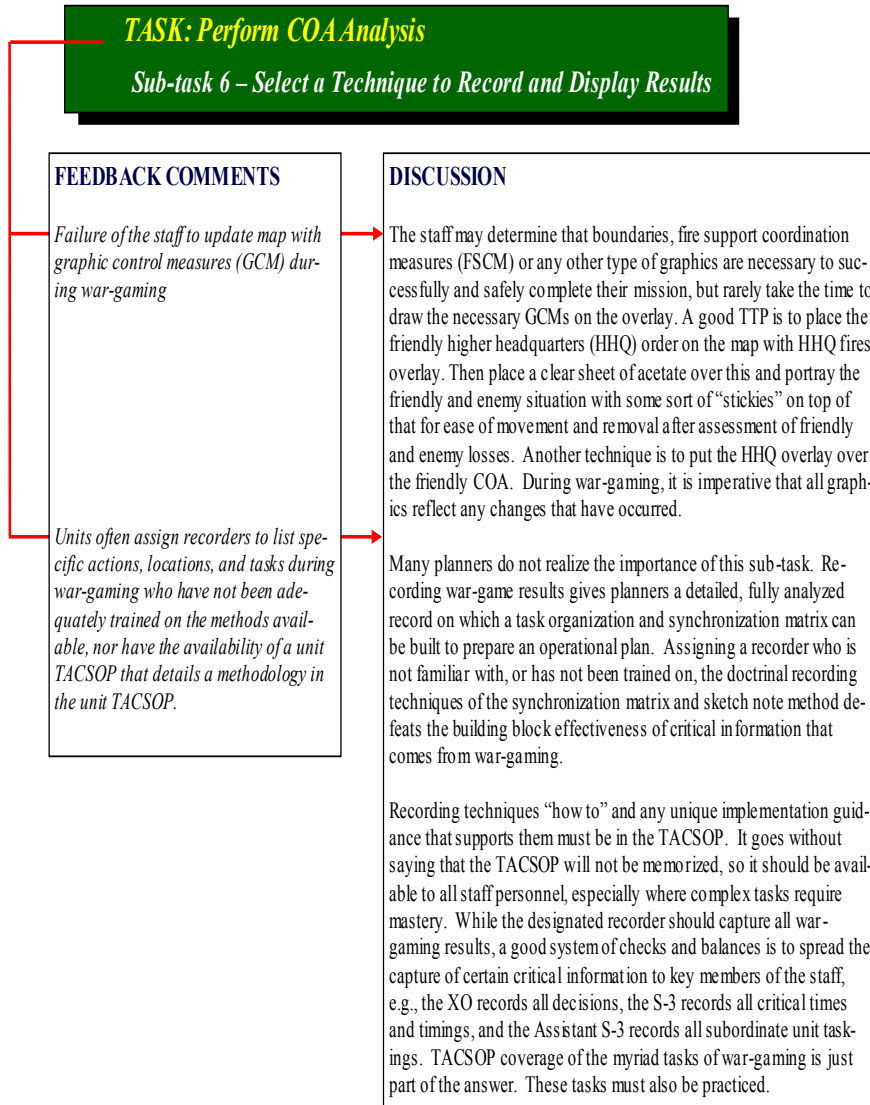 TASK: Perform COA Analysis
Sub-task 6 – Select a Technique to Record and Display Results
FEEDBACK COMMENTS
Failure of the staff to update map with
graphic control measures (GCM) dur-
ing war-gaming
Units often assign recorders to list spe-
cific actions, locations, and tasks during
war-gaming who have not been ade-
quately trained on the methods avail-
able, nor have the availability of a unit
TACSOP that details a methodology in
the unit TACSOP.
DISCUSSION
The staff may determine that boundaries, fire support coordination
measures (FSCM) or any other type of graphics are necessary to suc-
cessfully and safely complete their mission, but rarely take the time to
draw the necessary GCMs on the overlay. A good TTP is to place the
friendly higher headquarters (HHQ) order on the map with HHQ fires
overlay. Then place a clear sheet of acetate over this and portray the
friendly and enemy situation with some sort of “stickies” on top of
that for ease of movement and removal after assessment of friendly
and enemy losses. Another technique is to put the HHQ overlay over
the friendly COA. During war-gaming, it is imperative that all graph-
ics reflect any changes that have occurred.
Many planners do not realize the importance of this sub-task. Re-
cording war-game results gives planners a detailed, fully analyzed
record on which a task organization and synchronization matrix can
be built to prepare an operational plan. Assigning a recorder who is
not familiar with, or has not been trained on, the doctrinal recording
techniques of the synchronization matrix and sketch note method de-
feats the building block effectiveness of critical information that
comes from war-gaming.
Recording techniques “how to” and any unique implementation guid-
ance that supports them must be in the TACSOP. It goes without
saying that the TACSOP will not be memorized, so it should be avail-
able to all staff personnel, especially where complex tasks require
mastery. While the designated recorder should capture all war-
gaming results, a good system of checks and balances is to spread the
capture of certain critical information to key members of the staff,
e.g., the XO records all decisions, the S-3 records all critical times
and timings, and the Assistant S-3 records all subordinate unit task-
ings. TACSOP coverage of the myriad tasks of war-gaming is just
part of the answer. These tasks must also be practiced.